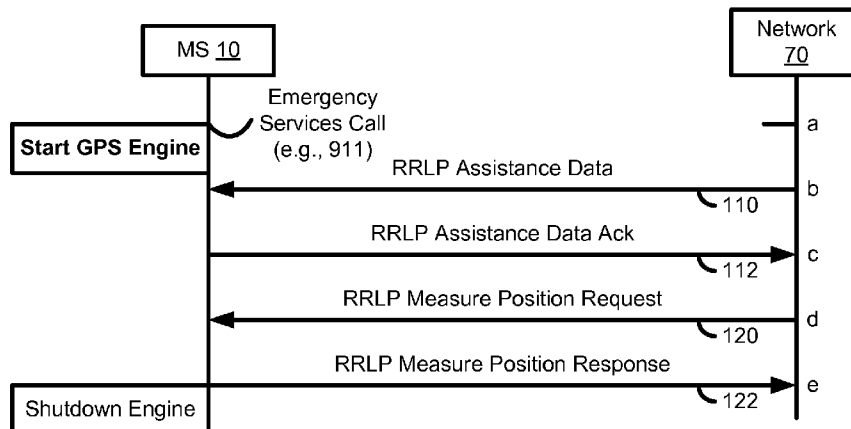 MS 10
Network
70
Emergency
Services Call
(e.g., 911)
a
Start GPS Engine
RRLP Assistance Data
b
110
RRLP Assistance Data Ack
c
112
RRLP Measure Position Request
d
120
RRLP Measure Position Response
e
122
Shutdown Engine